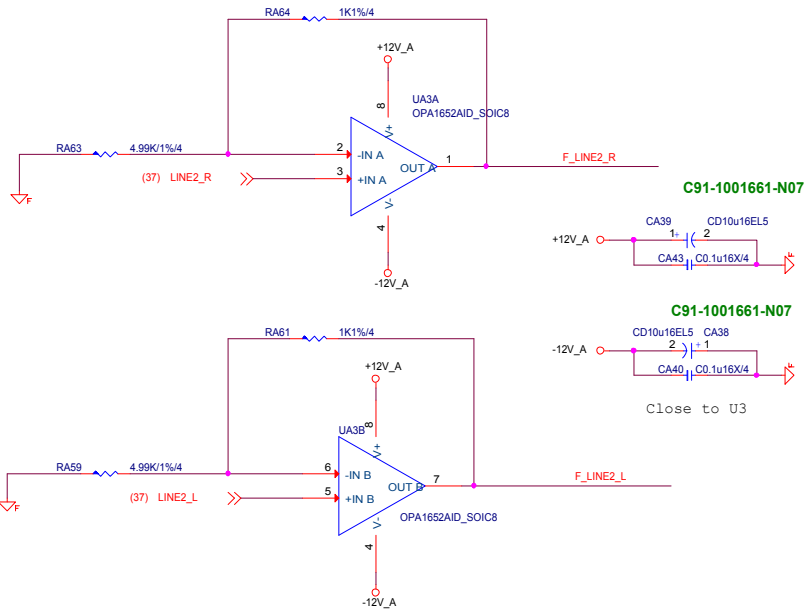 RA64 1K1%/4
+12V_A
8
UA3A
OPA1652AID_SOIC8
V+
RA63 4.99K/1%/4
2 -IN A
(37) LINE2_R
3 +IN A
OUT A
1
F_LINE2_R
V-
4
-12V_A
F
C91-1001661-N07
CA39 CD10u16EL5
+12V_A
1 + 2
CA43 C0.1u16X/4
F
C91-1001661-N07
CD10u16EL5 CA38
-12V_A
2 + 1
CA40 C0.1u16X/4
F
Close to U3
RA61 1K1%/4
+12V_A
8
UA3B
V+
RA59 4.99K/1%/4
6 -IN B
(37) LINE2_L
5 +IN B
OUT B
7
F_LINE2_L
OPA1652AID_SOIC8
V-
4
-12V_A
F